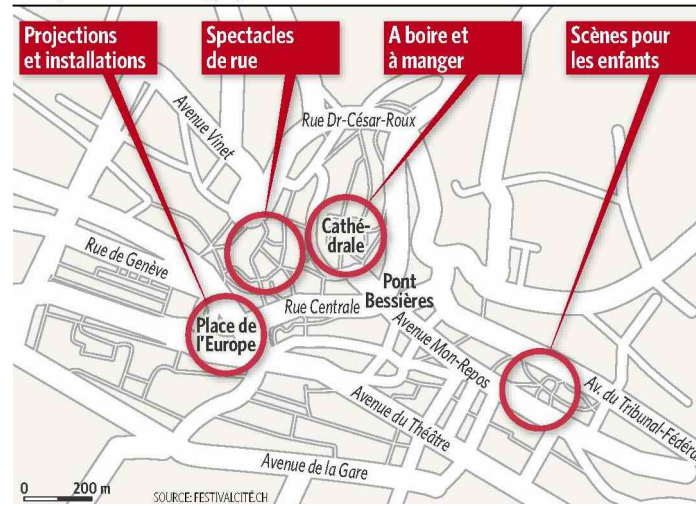 Projections
et installations
Spectacles
de rue
A boire et
à manger
Scènes pour
les enfants
Avenue Vinet
Rue Dr-César-Roux
Cathé-
drale
Rue de Genève
Pont
Bessières
Rue Centrale
Place de
l'Europe
Avenue Mon-Repos
Av. du Tribunal-Fédéral
Avenue du Théâtre
Avenue de la Gare
0 200 m
SOURCE: FESTIVALCITÉ.CH